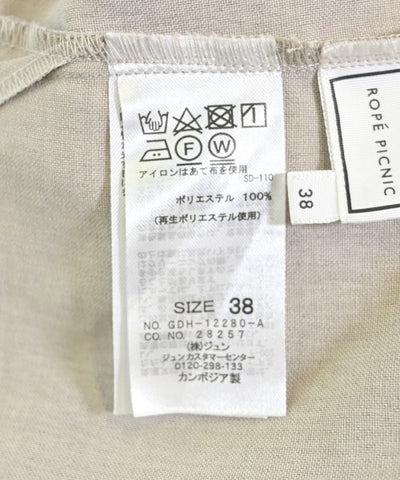 アイロンはあて布を使用
SD-110
ポリエステル 100%
(再生ポリエステル使用)
SIZE 38
NO. GDH-12280-A
CO. NO. 28257
(株)ジュン
ジュンカスタマーセンター
0120-298-133
カンボジア製
38
ROPÉ PICNIC